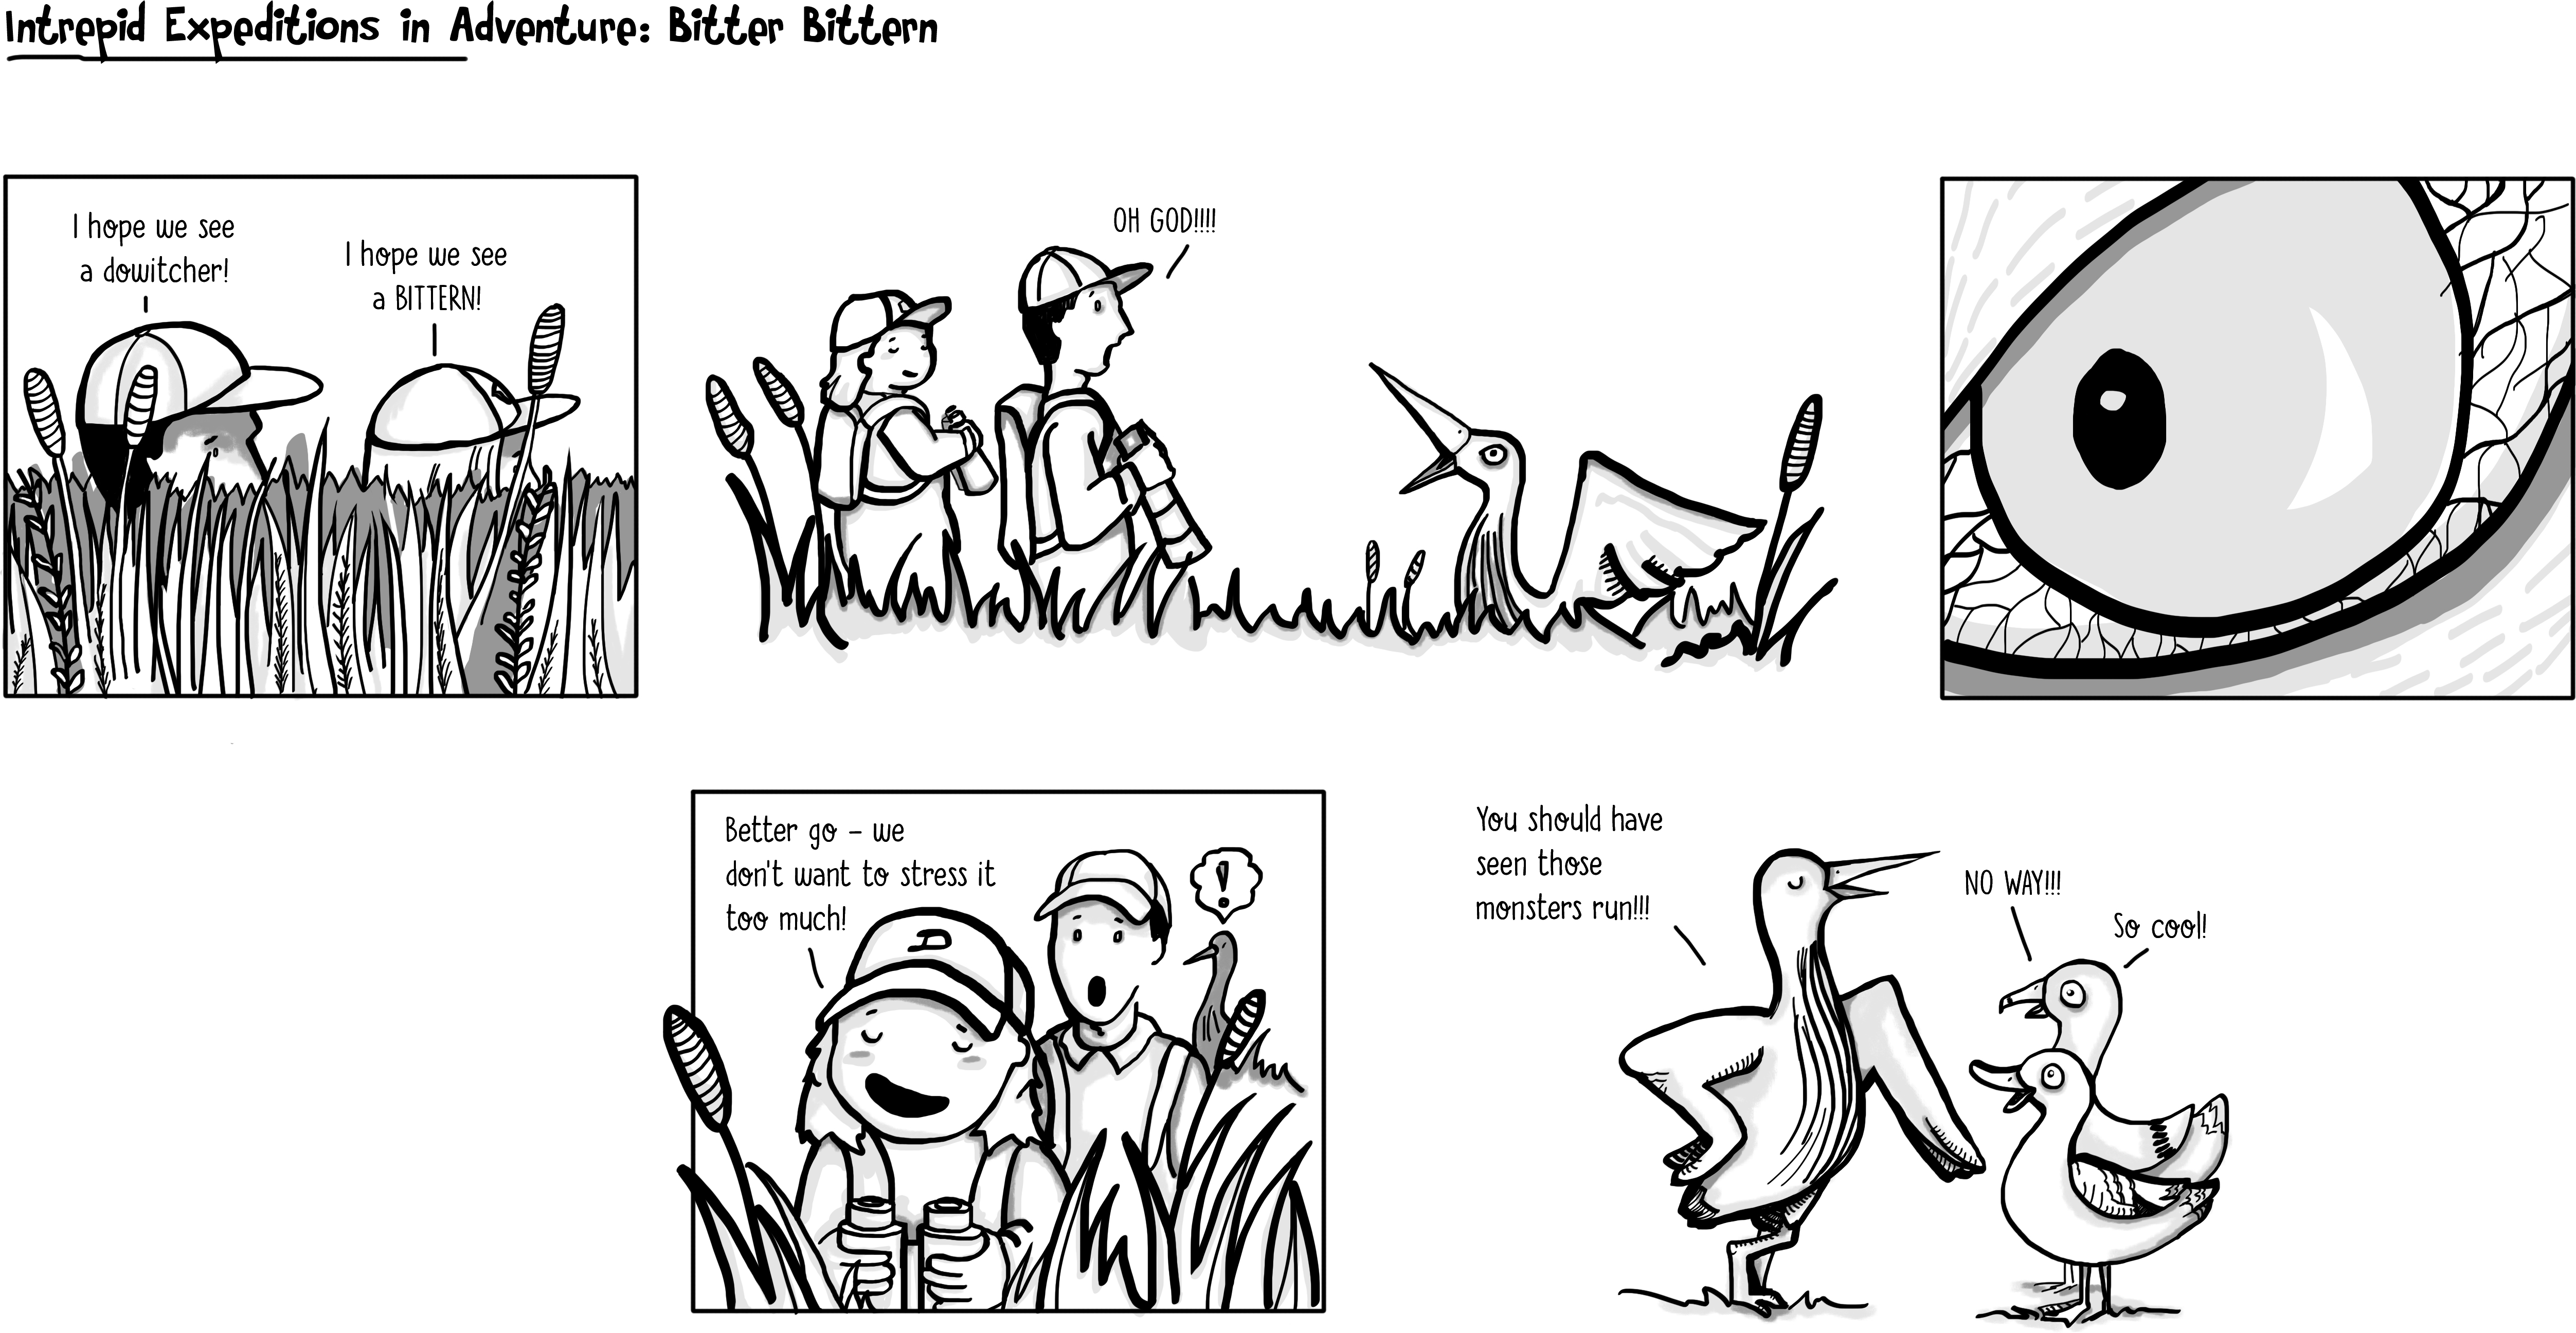 Intrepid Expeditions in Adventure: Bitter Bittern
I hope we see
a dowitcher!
I hope we see
a BITTERN!
OH GOD!!!!
Better go – we
don't want to stress it
too much!
!
D
You should have
seen those
monsters run!!!
NO WAY!!!
So cool!